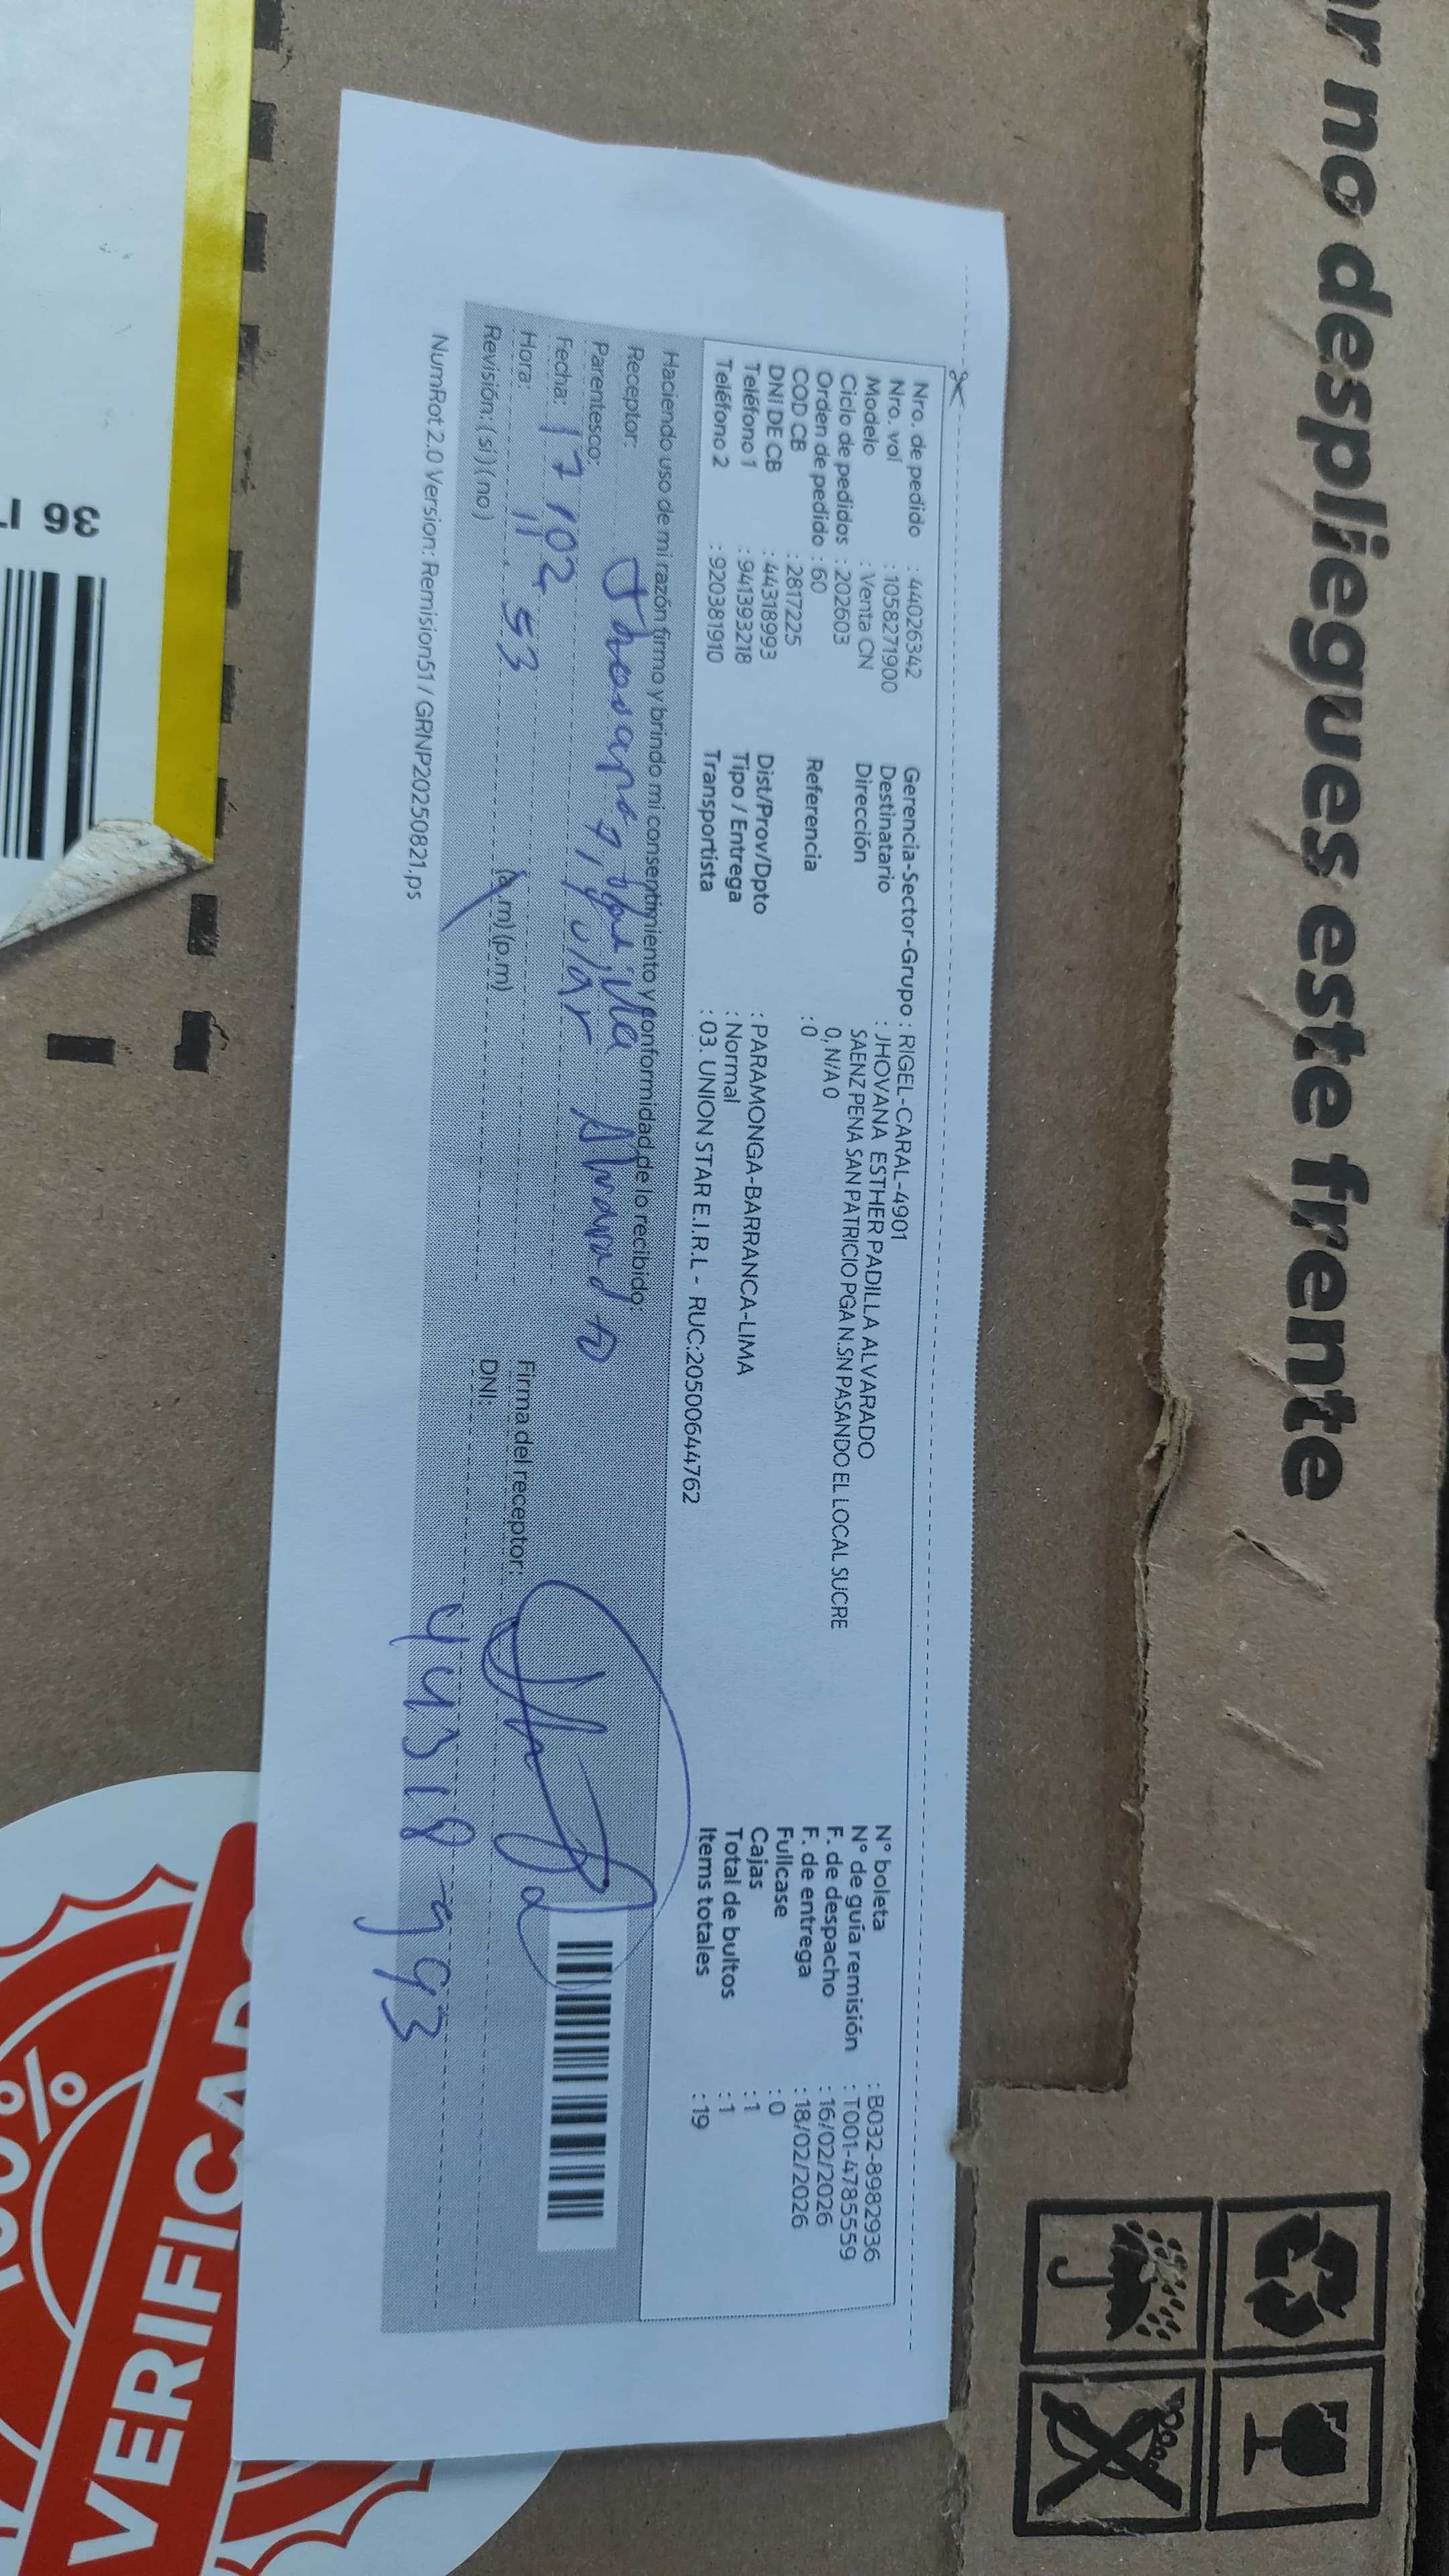 r no despliegues este frente
Nro. de pedido : 44026342
Nro. vol : 1058271900
Modelo : Venta CN
Ciclo de pedidos : 202603
Orden de pedido : 60
COD CB : 2817225
DNI DE CB : 44318993
Teléfono 1 : 941393218
Teléfono 2 : 920381910
Gerencia-Sector-Grupo : RIGEL-CARAL-4901
Destinatario : JHOVANA ESTHER PADILLA ALVARADO
Dirección SAENZ PENA SAN PATRICIO PGA N.SN PASANDO EL LOCAL SUCRE
0, N/A 0
Referencia : 0
Dist/Prov/Dpto : PARAMONGA-BARRANCA-LIMA
Tipo / Entrega : Normal
Transportista : 03. UNION STAR E.I.R.L - RUC:20500644762
N° boleta : B032-8982936
N° de guía remisión : T001-4785559
F. de despacho : 16/02/2026
F. de entrega : 18/02/2026
Fullcase : 0
Cajas : 1
Total de bultos : 1
Items totales : 19
Haciendo uso de mi razón firmo y brindo mi consentimiento y conformidad de lo recibido:
Receptor:
Parentesco: Titular
Fecha: 17/02
Hora: 11 53 (a.m) (p.m)
Revisión: ( si ) ( no )
Firma del receptor:
DNI: 44318993
NumRot 2.0 Version: Remision51 / GRNP20250821.ps
36
100%
VERIFICADO